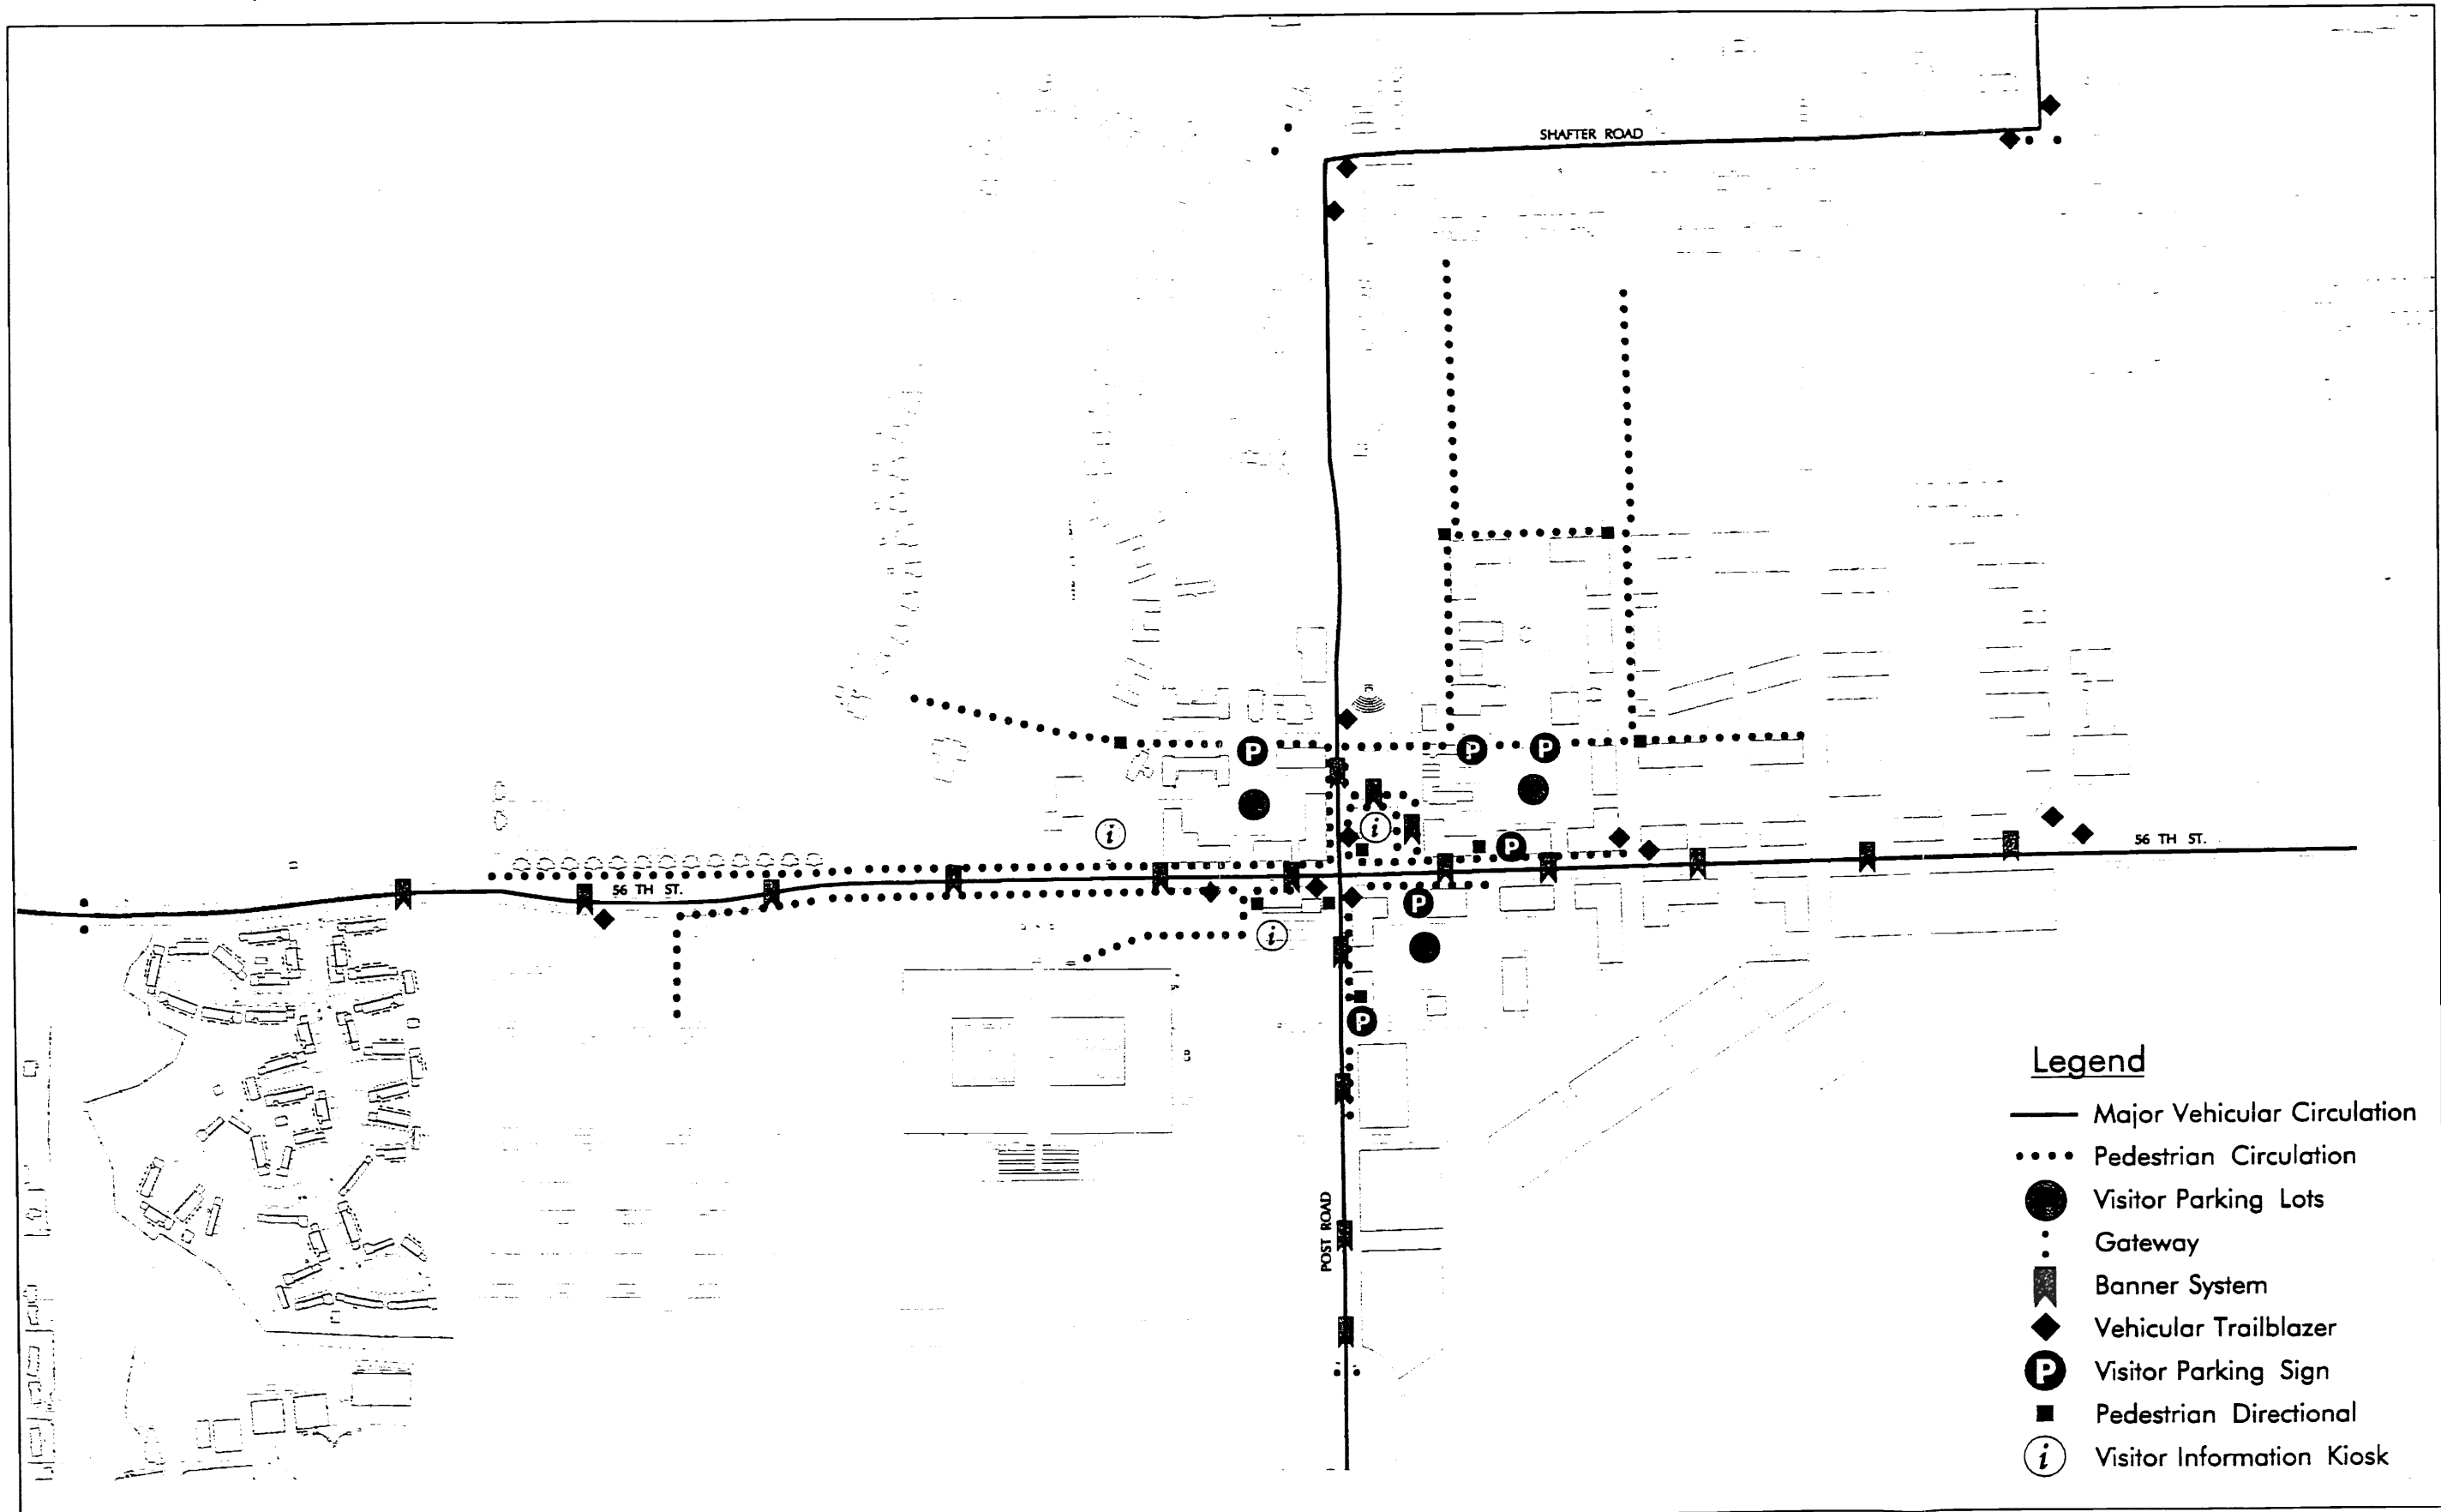 SHAFTER ROAD
P
P
P
i
i
P
56 TH ST.
56 TH ST.
P
i
P
POST ROAD
Legend
Major Vehicular Circulation
Pedestrian Circulation
Visitor Parking Lots
Gateway
Banner System
Vehicular Trailblazer
P Visitor Parking Sign
Pedestrian Directional
i Visitor Information Kiosk